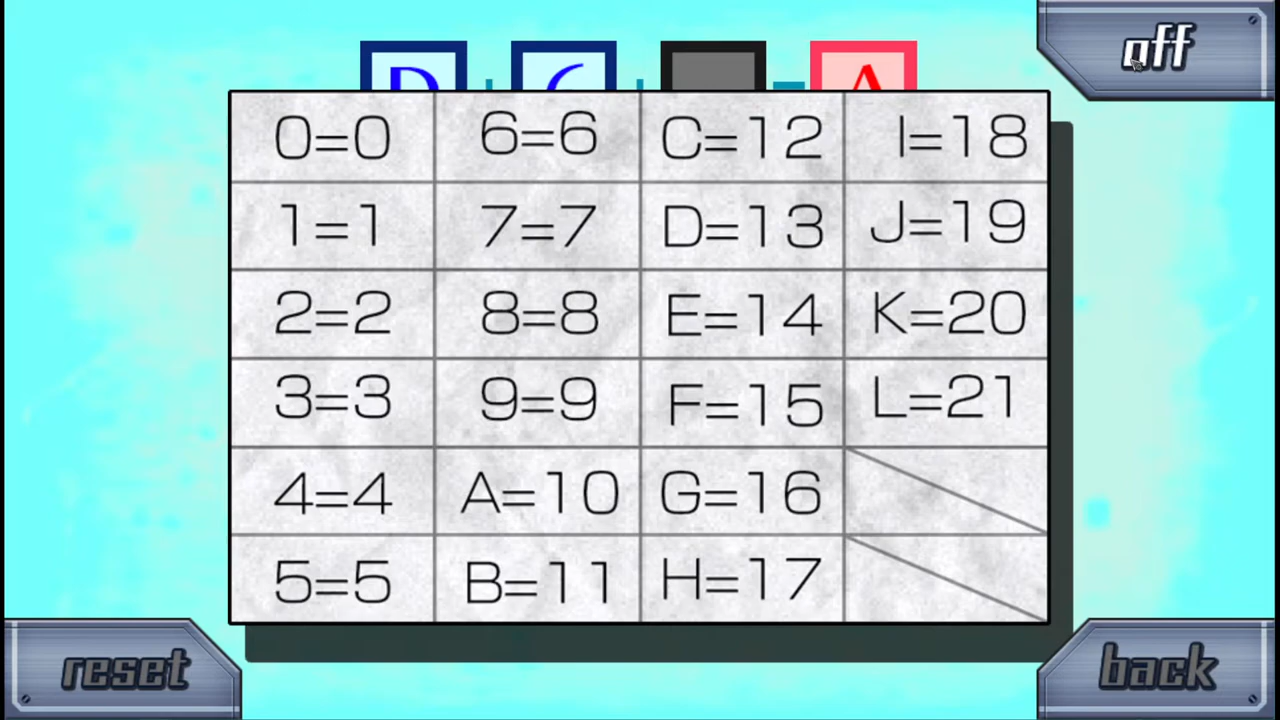 off
D + 6 + = A
0=0 6=6 C=12 I=18
1=1 7=7 D=13 J=19
2=2 8=8 E=14 K=20
3=3 9=9 F=15 L=21
4=4 A=10 G=16
5=5 B=11 H=17
reset back